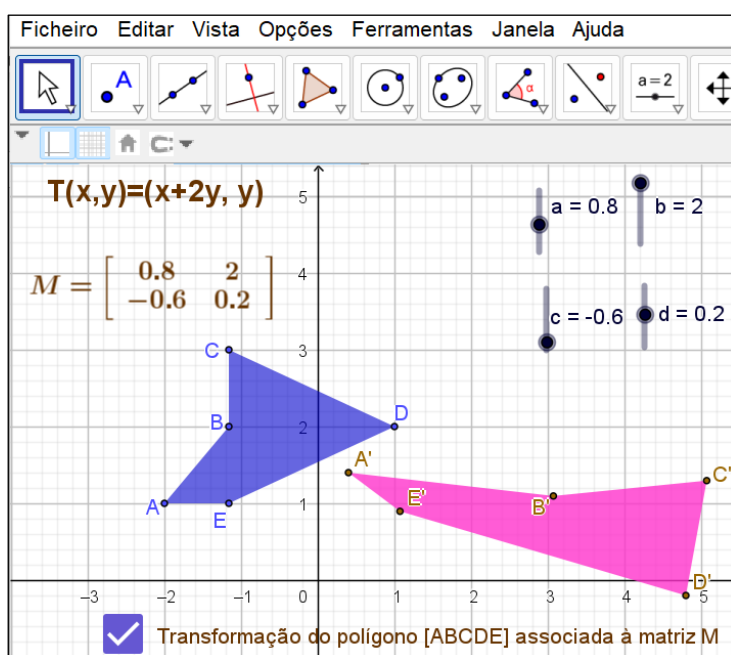 Ficheiro Editar Vista Opções Ferramentas Janela Ajuda
A
α
a = 2
T(x,y)=(x+2y, y)
5
a = 0.8
b = 2
M = [ 0.8 2
-0.6 0.2 ]
4
c = -0.6
d = 0.2
C
3
B
2
D
A'
C'
E'
B'
A
E
1
D'
-3 -2 -1 0 1 2 3 4 5
Transformação do polígono [ABCDE] associada à matriz M